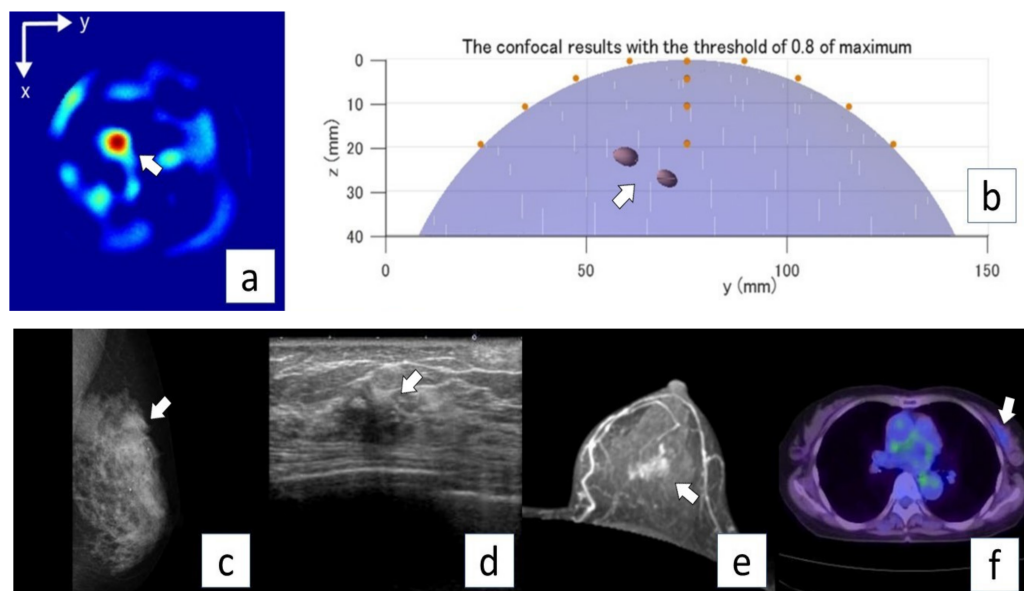 y
x
a
The confocal results with the threshold of 0.8 of maximum
z (mm)
0
10
20
30
40
0
50
100
150
y (mm)
b
c
d
e
f